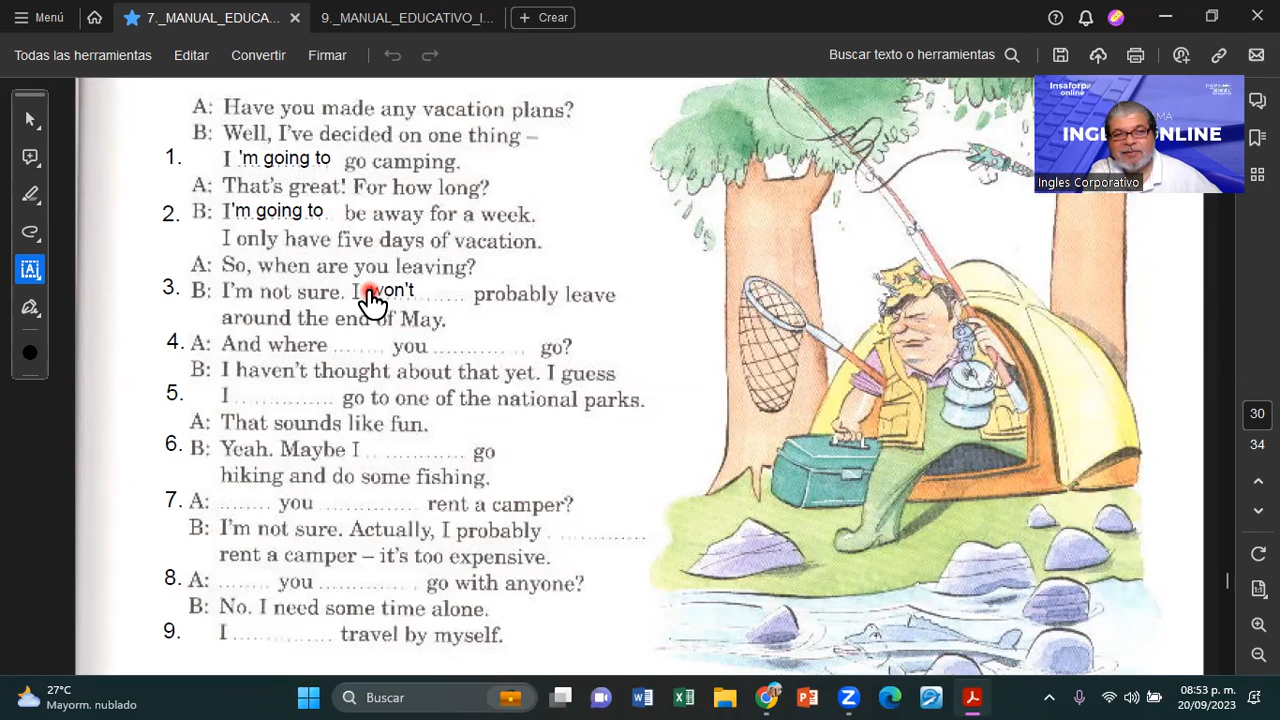 Menú
7._MANUAL_EDUCA...
9._MANUAL_EDUCATIVO_I...
Crear
Todas las herramientas
Editar
Convertir
Firmar
Buscar texto o herramientas
A: Have you made any vacation plans?
B: Well, I've decided on one thing –
1. I 'm going to go camping.
A: That's great! For how long?
2. B: I'm going to be away for a week.
I only have five days of vacation.
A: So, when are you leaving?
3. B: I'm not sure. I won't probably leave
around the end of May.
4. A: And where ........ you .............. go?
B: I haven't thought about that yet. I guess
5. I .............. go to one of the national parks.
A: That sounds like fun.
6. B: Yeah. Maybe I .............. go
hiking and do some fishing.
7. A: ........ you .............. rent a camper?
B: I'm not sure. Actually, I probably ..............
rent a camper – it's too expensive.
8. A: ........ you .............. go with anyone?
B: No. I need some time alone.
9. I .............. travel by myself.
Insaforp
online
INGL ONLINE
Ingles Corporativo
30
34
27°C
Mayorm. nublado
Buscar
08:53 p. m.
20/09/2023